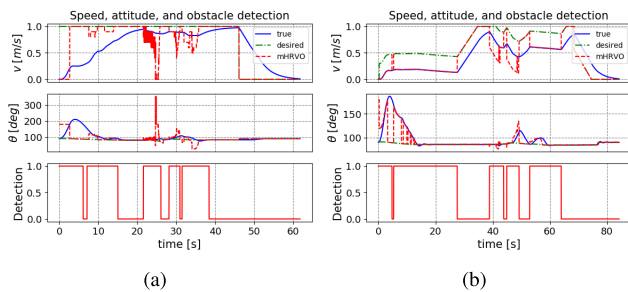 Speed, attitude, and obstacle detection
v [m/s]
1.0
0.5
0.0
true
desired
mHRVO
θ [deg]
300
200
100
Detection
1.0
0.5
0.0
0 10 20 30 40 50 60
time [s]
(a)
Speed, attitude, and obstacle detection
v [m/s]
1.0
0.5
0.0
true
desired
mHRVO
θ [deg]
150
100
Detection
1.0
0.5
0.0
0 20 40 60 80
time [s]
(b)